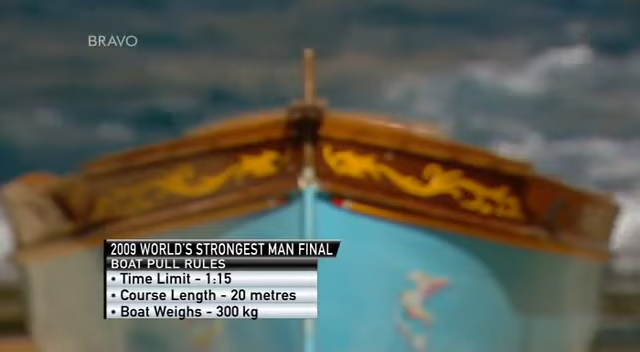 BRAVO
2009 WORLD'S STRONGEST MAN FINAL
BOAT PULL RULES
• Time Limit - 1:15
• Course Length - 20 metres
• Boat Weighs - 300 kg